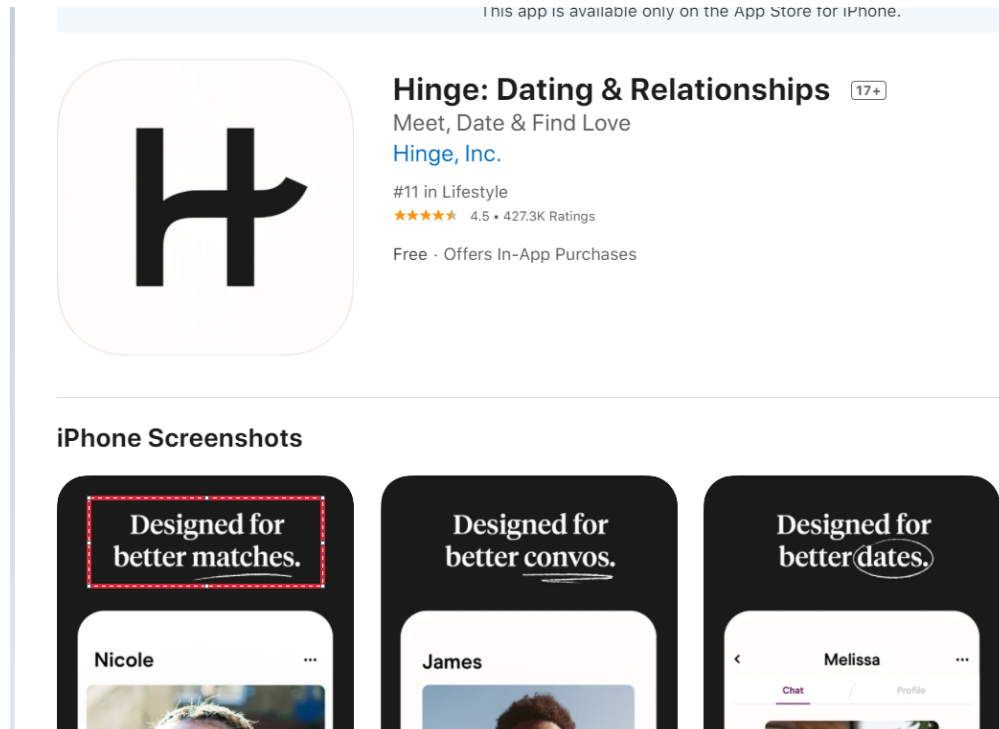 This app is available only on the App Store for iPhone.
Hinge: Dating & Relationships 17+
Meet, Date & Find Love
Hinge, Inc.
#11 in Lifestyle
4.5 • 427.3K Ratings
Free · Offers In-App Purchases
iPhone Screenshots
Designed for
better matches.
Nicole
Designed for
better convos.
James
Designed for
better dates.
Melissa
Chat
Profile